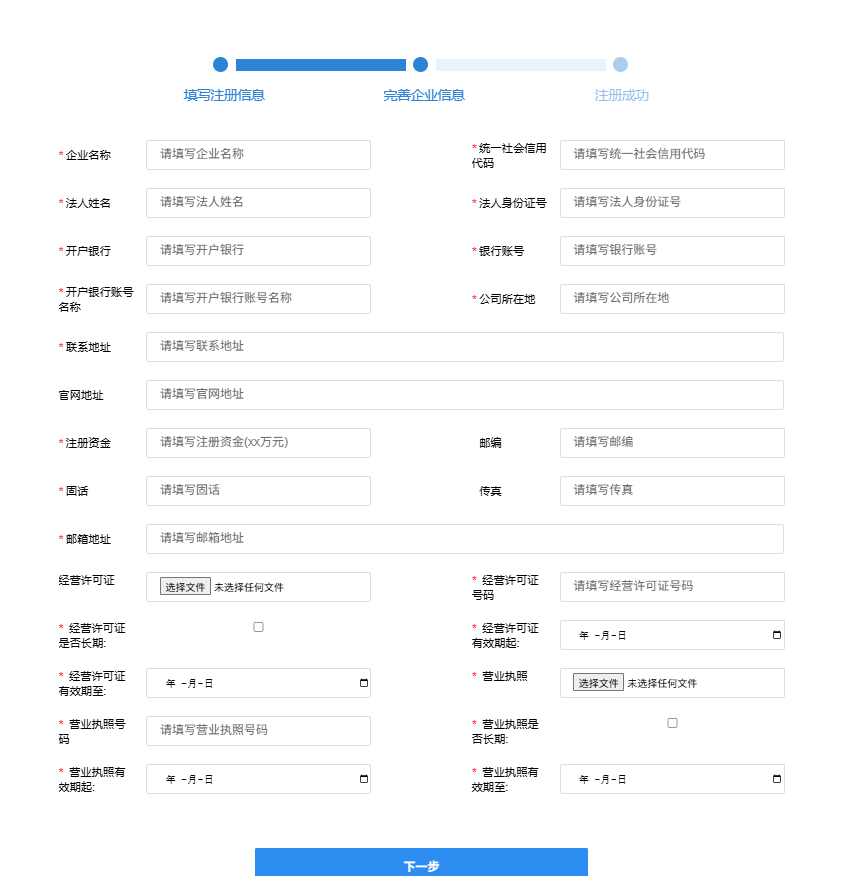 填写注册信息 完善企业信息 注册成功
*企业名称 请填写企业名称 *统一社会信用
代码 请填写统一社会信用代码
*法人姓名 请填写法人姓名 *法人身份证号 请填写法人身份证号
*开户银行 请填写开户银行 *银行账号 请填写银行账号
*开户银行账号
名称 请填写开户银行账号名称 *公司所在地 请填写公司所在地
*联系地址 请填写联系地址
官网地址 请填写官网地址
*注册资金 请填写注册资金(xx万元) 邮编 请填写邮编
*固话 请填写固话 传真 请填写传真
*邮箱地址 请填写邮箱地址
经营许可证 选择文件 未选择任何文件 * 经营许可证
号码 请填写经营许可证号码
* 经营许可证
是否长期: * 经营许可证
有效期起: 年 -月-日
* 经营许可证
有效期至: 年 -月-日 * 营业执照 选择文件 未选择任何文件
* 营业执照号
码 请填写营业执照号码 * 营业执照是
否长期:
* 营业执照有
效期起: 年 -月-日 * 营业执照有
效期至: 年 -月-日
下一步